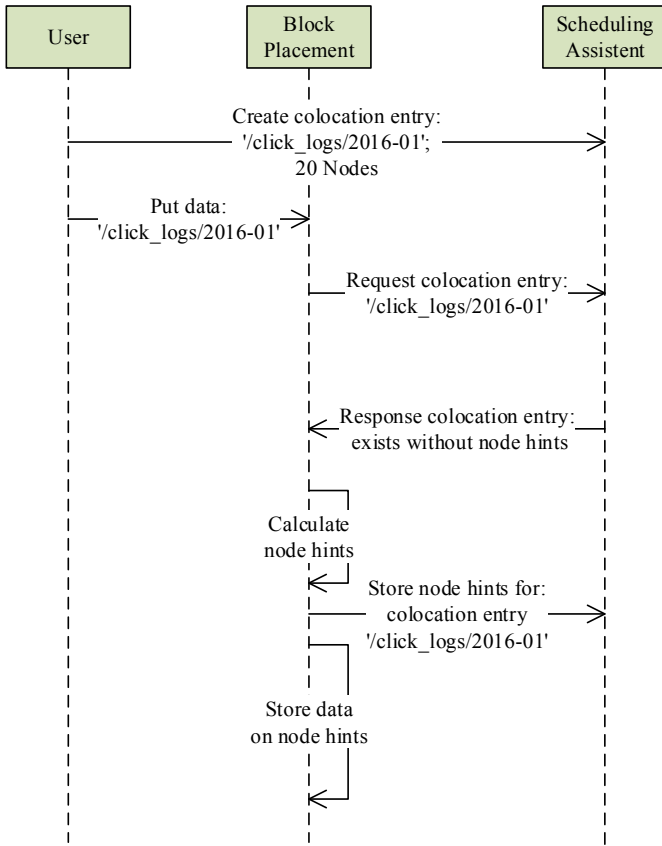 User
Block
Placement
Scheduling
Assistent
Create colocation entry:
'/click_logs/2016-01';
20 Nodes
Put data:
'/click_logs/2016-01'
Request colocation entry:
'/click_logs/2016-01'
Response colocation entry:
exists without node hints
Calculate
node hints
Store node hints for:
colocation entry
'/click_logs/2016-01'
Store data
on node hints